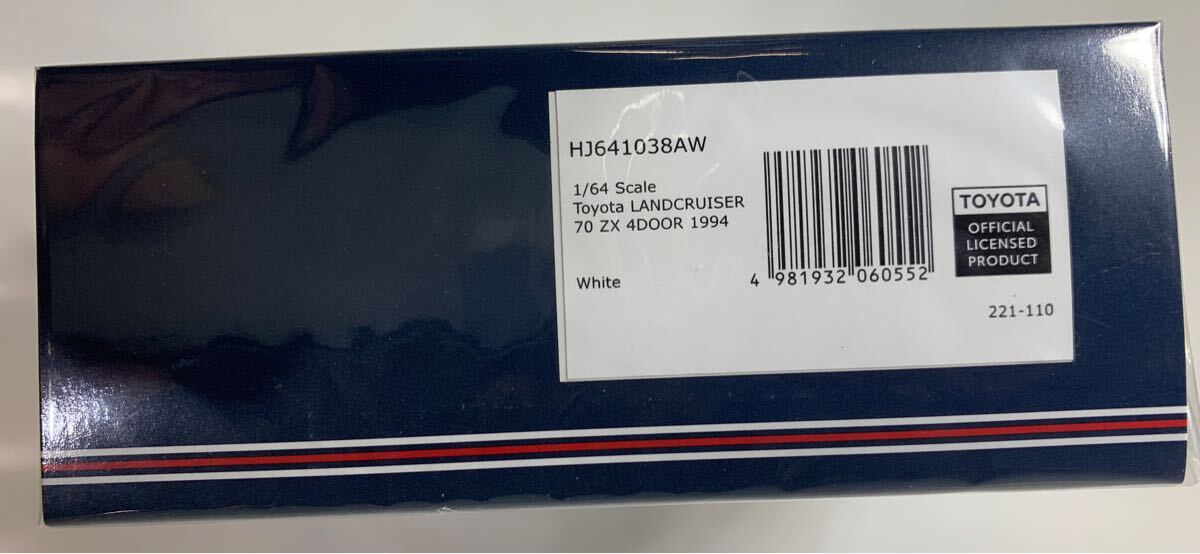 HJ641038AW
1/64 Scale
Toyota LANDCRUISER
70 ZX 4DOOR 1994
White
4 981932 060552
TOYOTA
OFFICIAL
LICENSED
PRODUCT
221-110